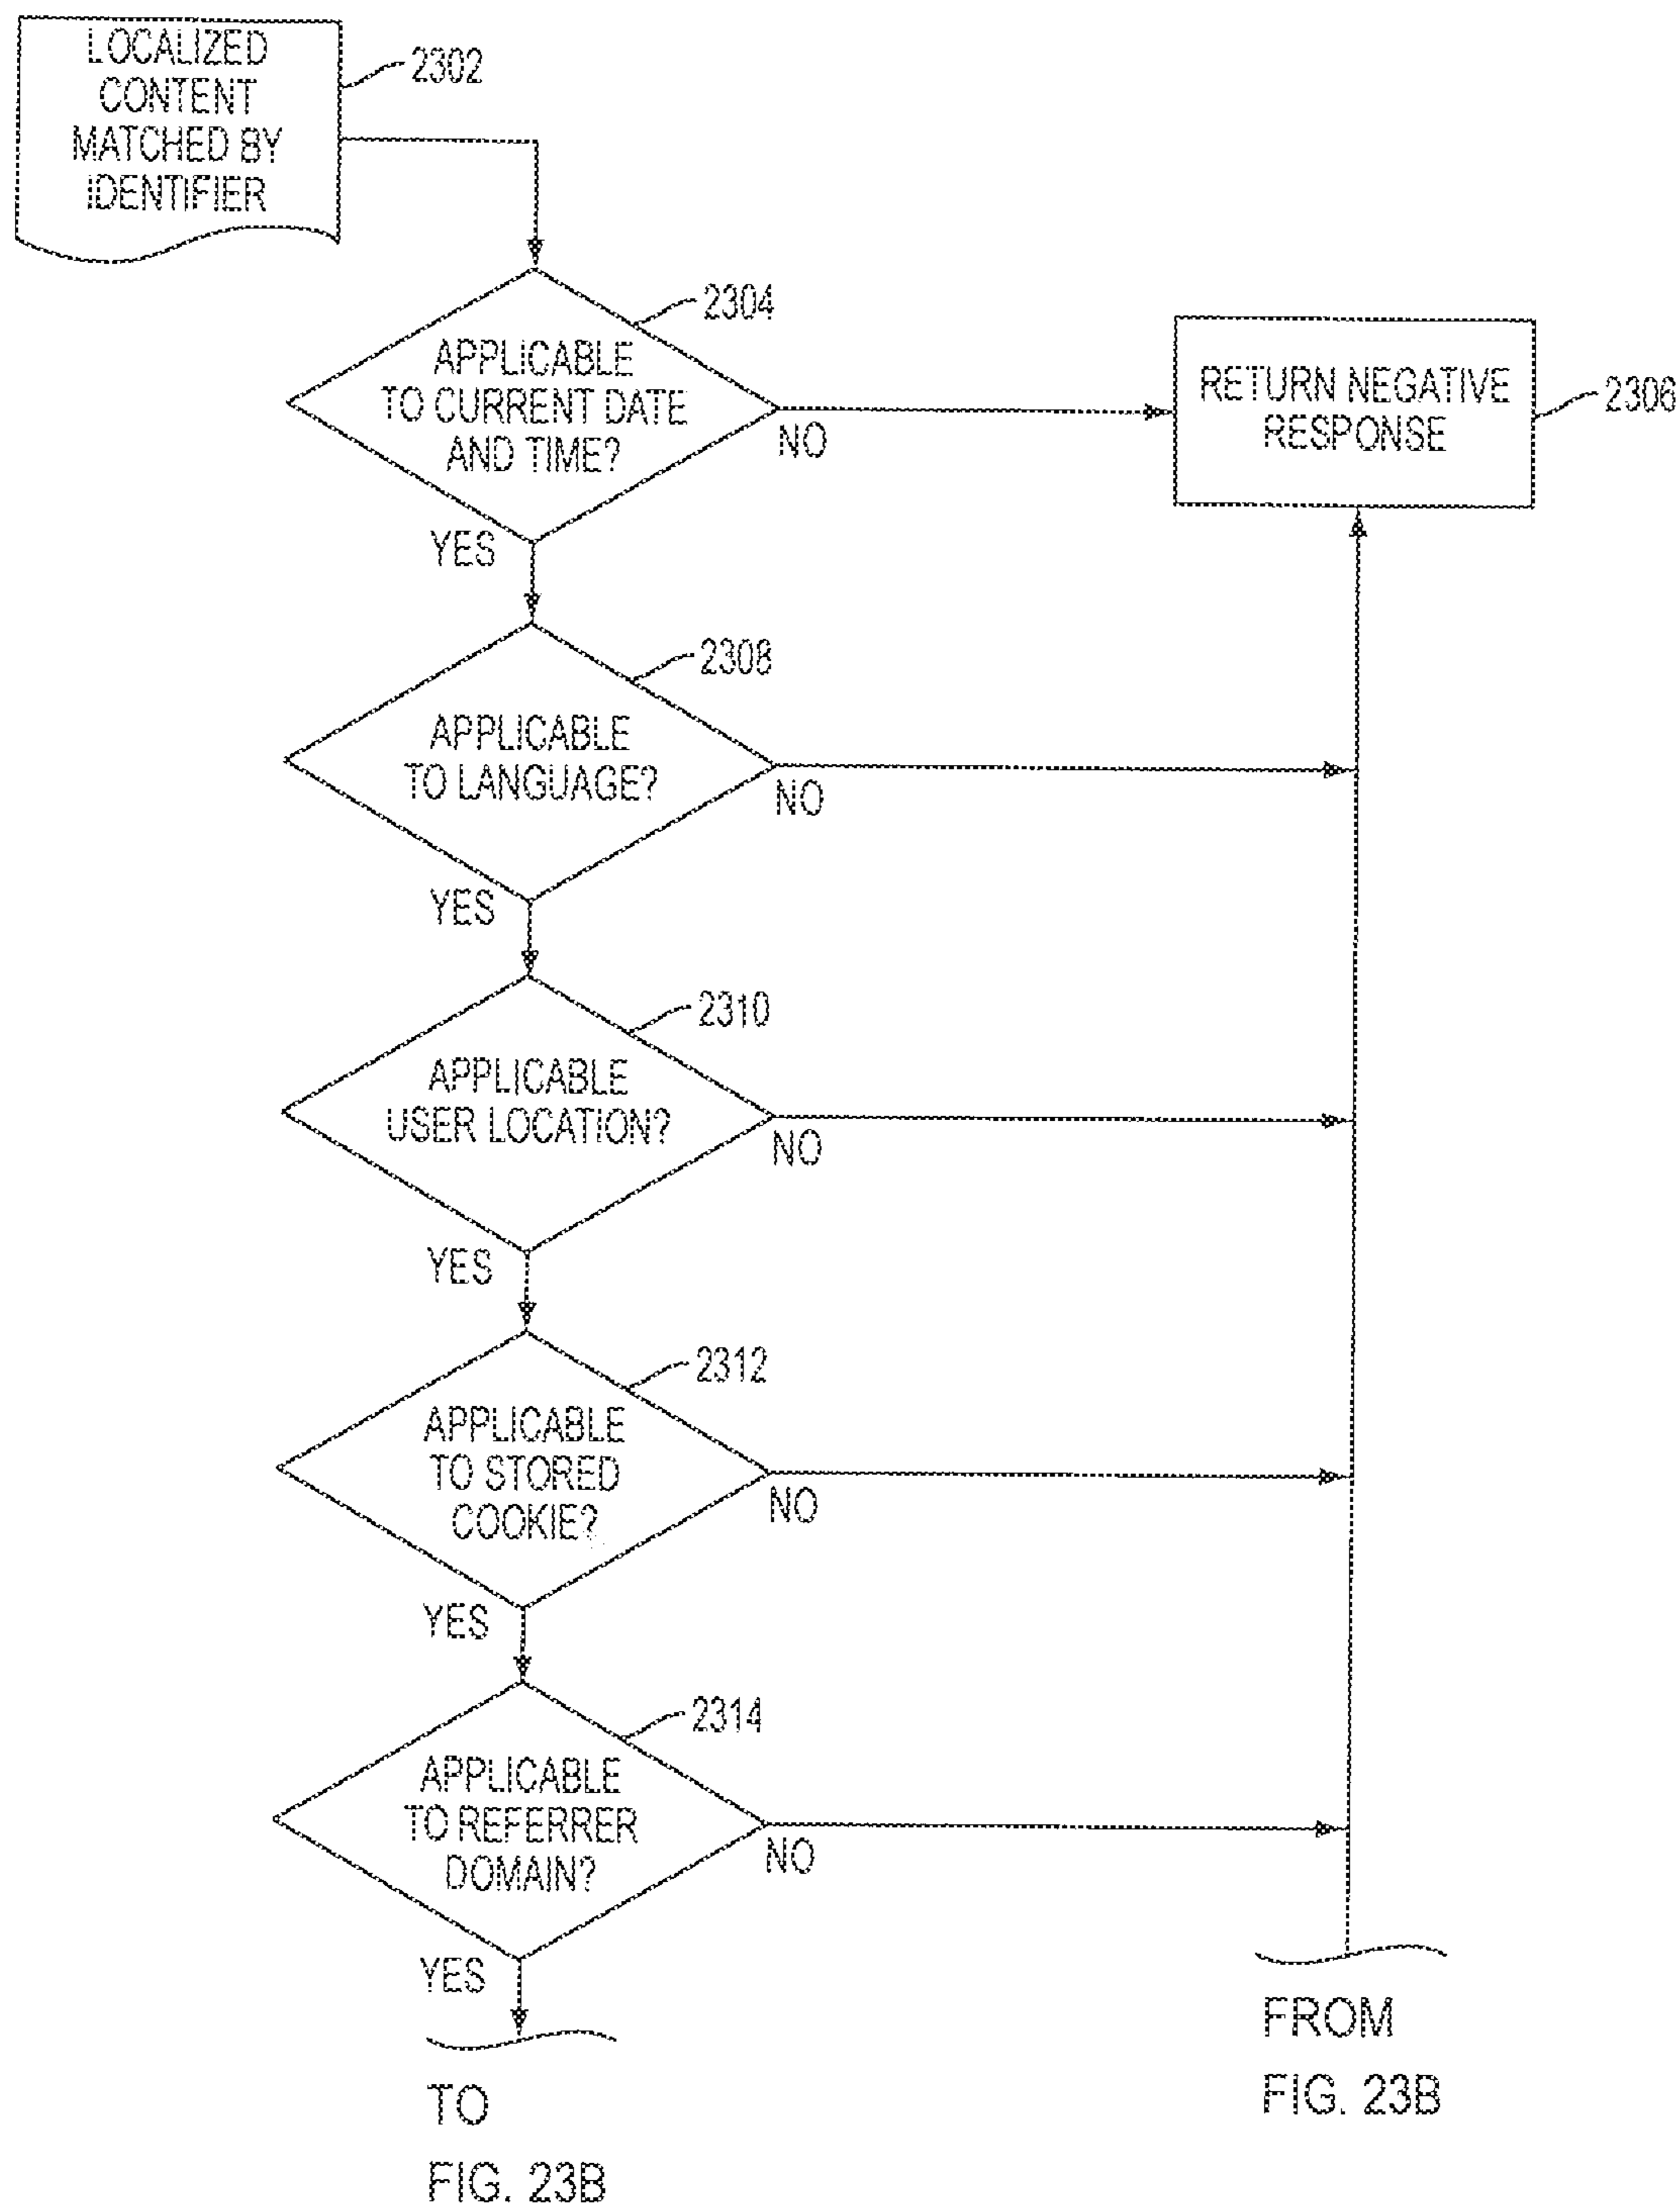 LOCALIZED
CONTENT
MATCHED BY
IDENTIFIER
2302
2304
APPLICABLE
TO CURRENT DATE
AND TIME?
NO
YES
RETURN NEGATIVE
RESPONSE
2306
2308
APPLICABLE
TO LANGUAGE?
NO
YES
2310
APPLICABLE
USER LOCATION?
NO
YES
2312
APPLICABLE
TO STORED
COOKIE?
NO
YES
2314
APPLICABLE
TO REFERRER
DOMAIN?
NO
YES
TO
FIG. 23B
FROM
FIG. 23B